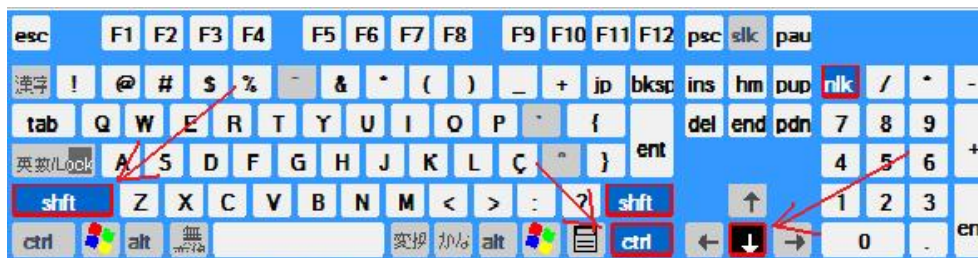 esc F1 F2 F3 F4 F5 F6 F7 F8 F9 F10 F11 F12 psc slk pau
漢字 ! @ # $ % ¨ & * ( ) _ + jp bksp ins hm pup nlk / * -
tab Q W E R T Y U I O P ` { del end pdn 7 8 9
英数/Lock A S D F G H J K L Ç ^ } ent 4 5 6 +
shft Z X C V B N M < > : ? shft ↑ 1 2 3
ctrl alt 無 変換 かな alt ctrl ← ↓ → 0 .